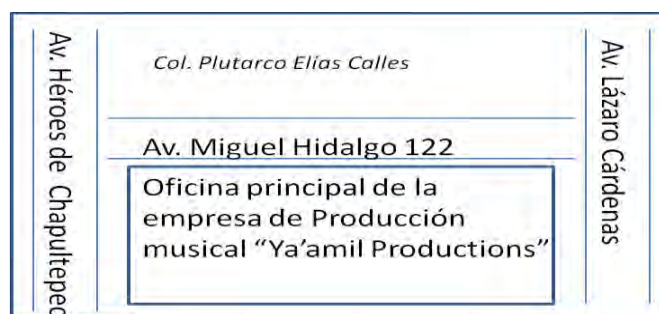 Av. Héroes de Chapultepec
Col. Plutarco Elías Calles
Av. Miguel Hidalgo 122
Oficina principal de la
empresa de Producción
musical “Ya’amil Productions”
Av. Lázaro Cárdenas